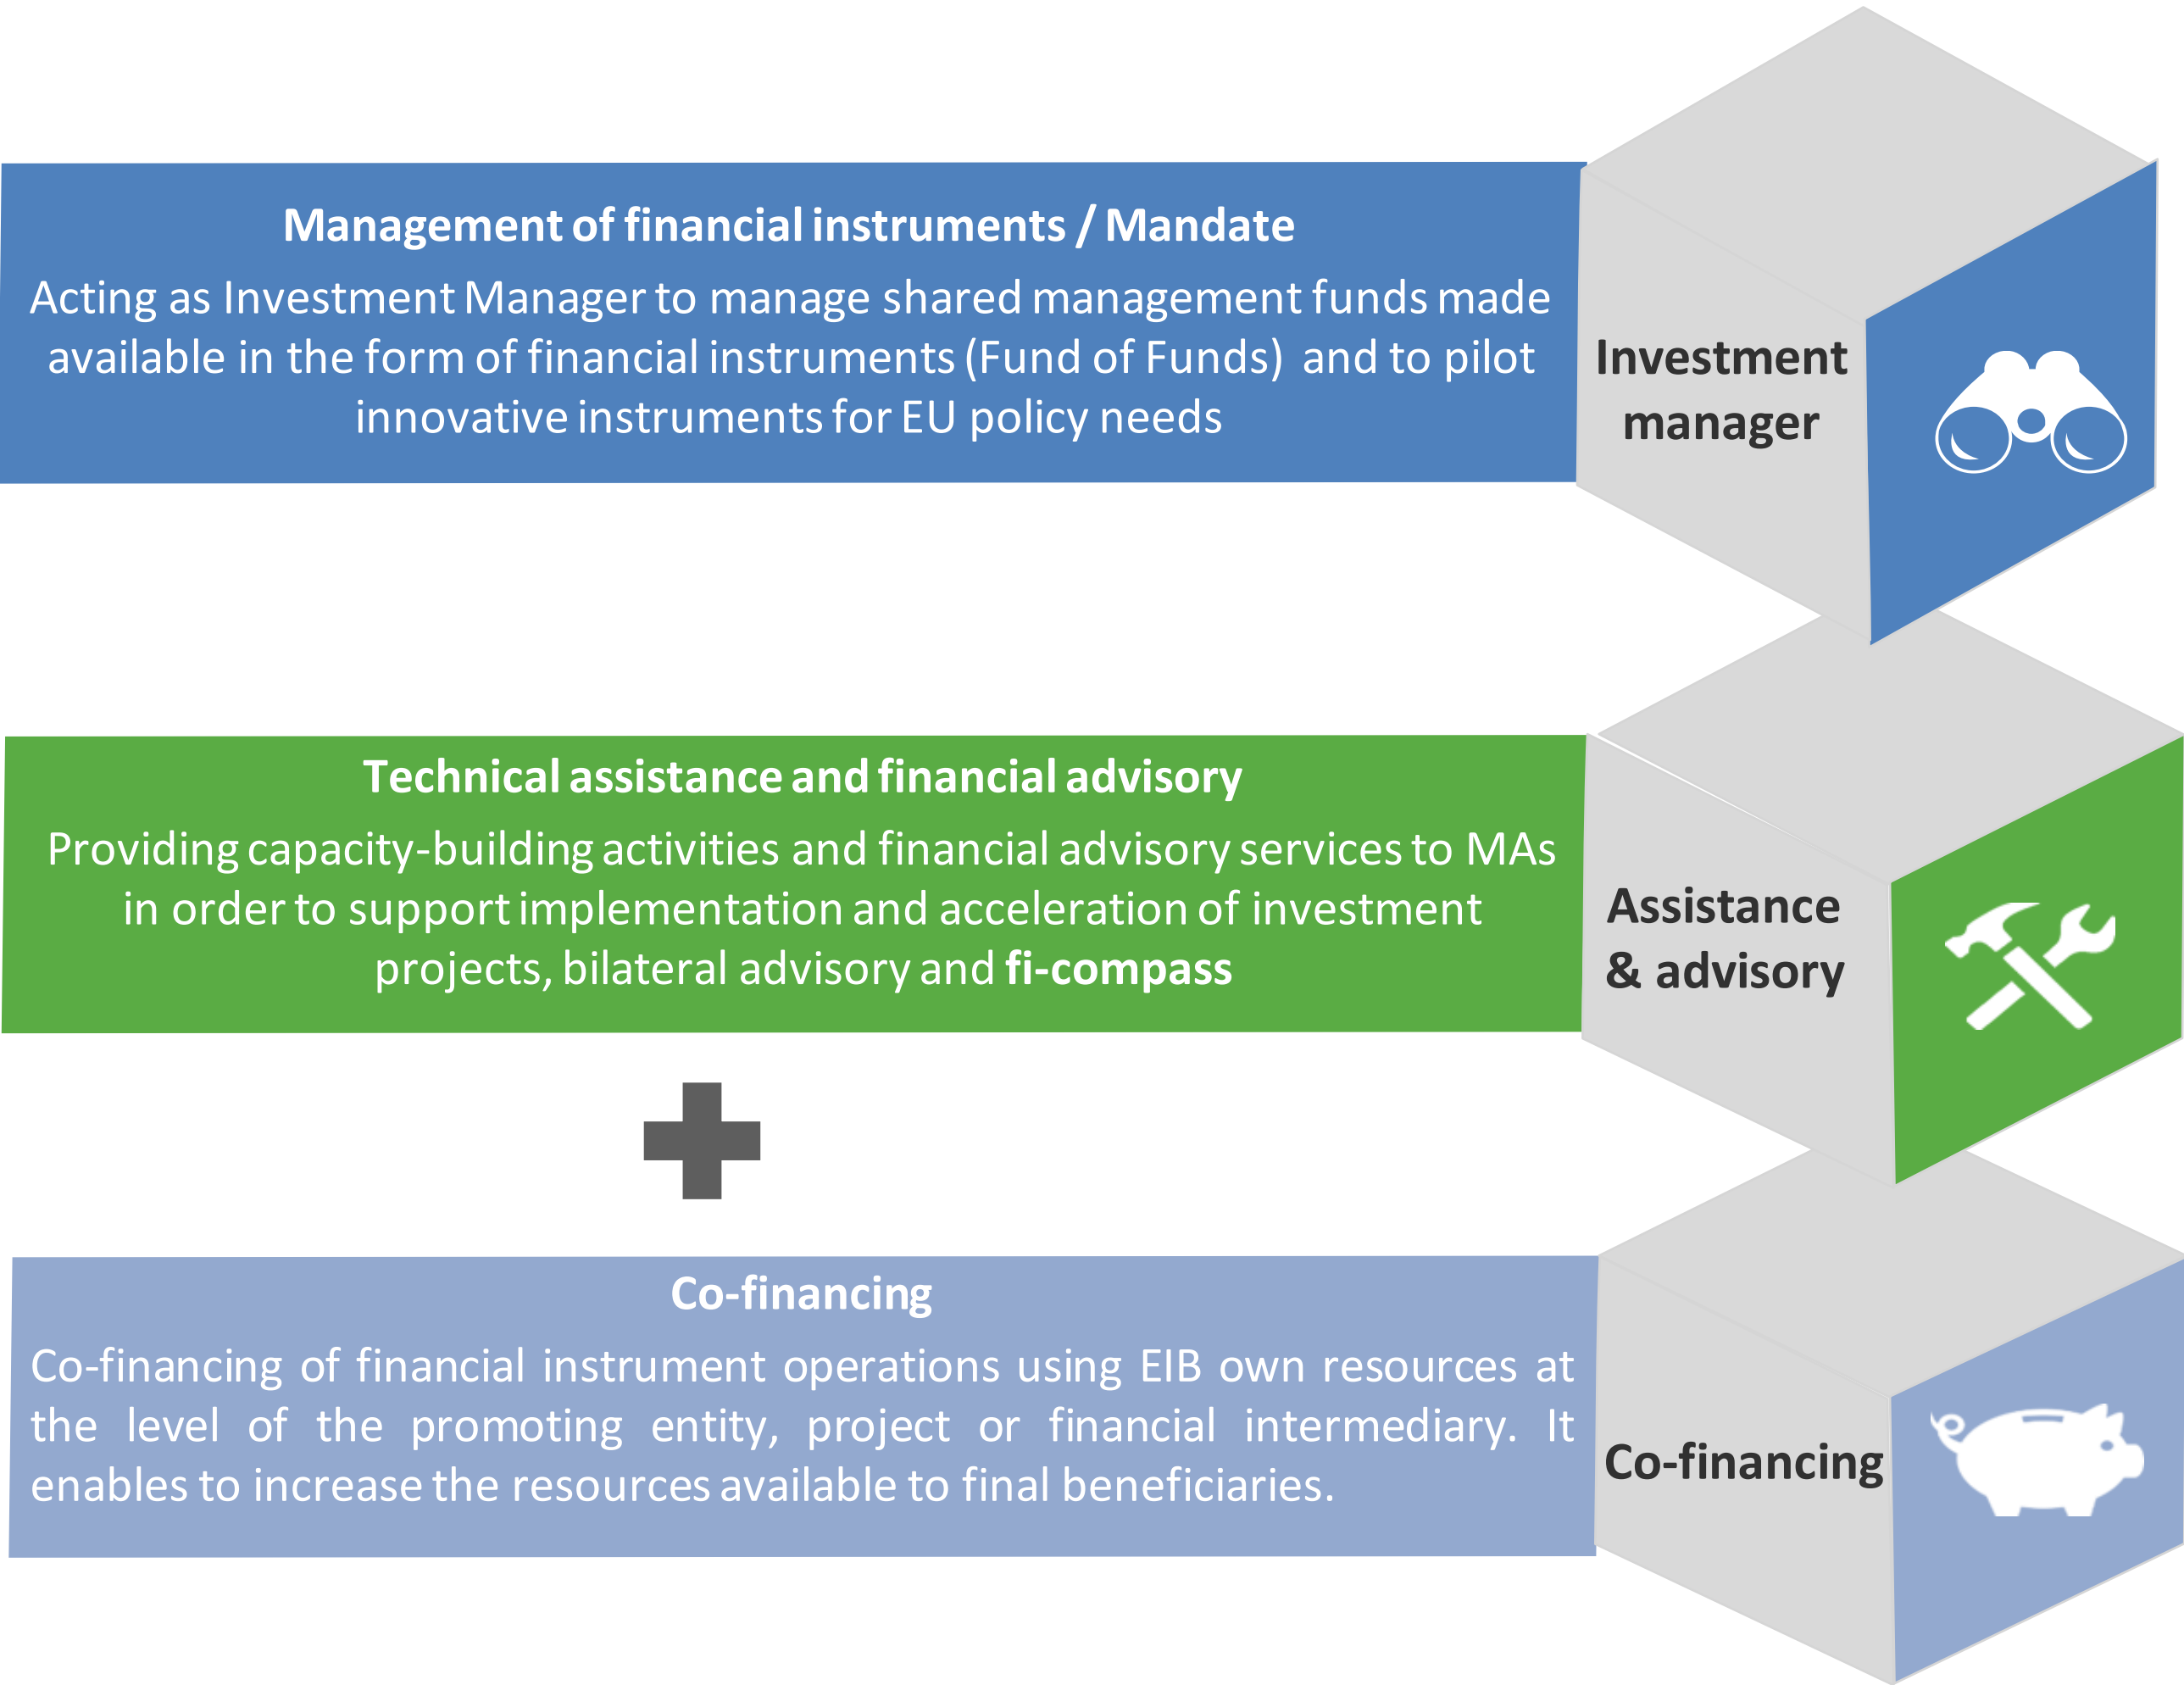 Management of financial instruments / Mandate
Acting as Investment Manager to manage shared management funds made
available in the form of financial instruments (Fund of Funds) and to pilot
innovative instruments for EU policy needs
Investment
manager
Technical assistance and financial advisory
Providing capacity-building activities and financial advisory services to MAs
in order to support implementation and acceleration of investment
projects, bilateral advisory and fi-compass
Assistance
& advisory
Co-financing
Co-financing of financial instrument operations using EIB own resources at
the level of the promoting entity, project or financial intermediary. It
enables to increase the resources available to final beneficiaries.
Co-financing